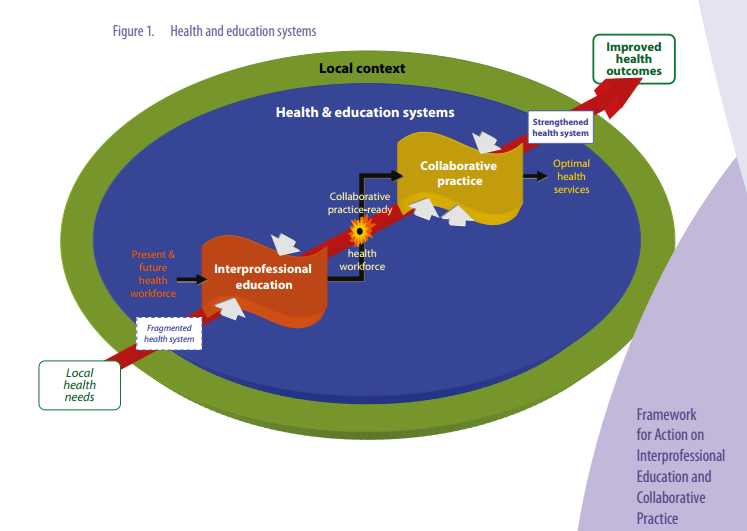 Figure 1. Health and education systems
Improved
health
outcomes
Local context
Health & education systems
Strengthened
health system
Collaborative
practice
Optimal
health
services
Collaborative
practice-ready
health
workforce
Present &
future
health
workforce
Interprofessional
education
Fragmented
health system
Local
health
needs
Framework
for Action on
Interprofessional
Education and
Collaborative
Practice